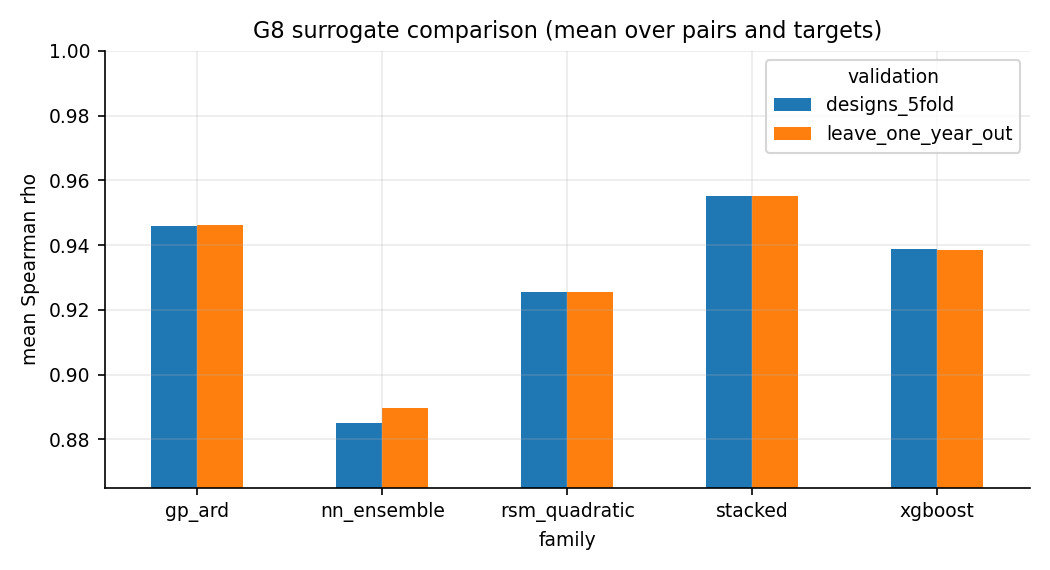 G8 surrogate comparison (mean over pairs and targets)
1.00
0.98
0.96
0.94
0.92
0.90
0.88
mean Spearman rho
validation
designs_5fold
leave_one_year_out
gp_ard
nn_ensemble
rsm_quadratic
stacked
xgboost
family